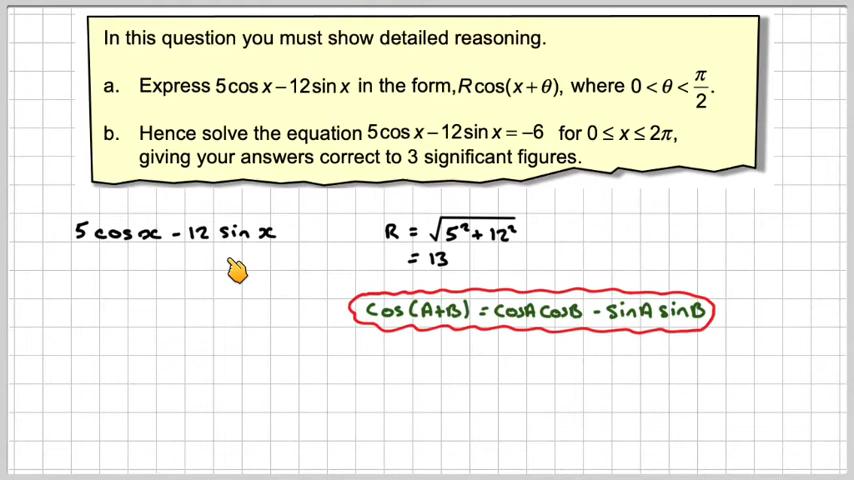 In this question you must show detailed reasoning.
a. Express 5cos x − 12sin x in the form, R cos(x + θ), where 0 < θ < π/2.
b. Hence solve the equation 5cos x − 12sin x = −6 for 0 ≤ x ≤ 2π,
giving your answers correct to 3 significant figures.
5 cos x - 12 sin x
R = √(5² + 12²)
= 13
Cos(A+B) = CosA CosB - SinA SinB